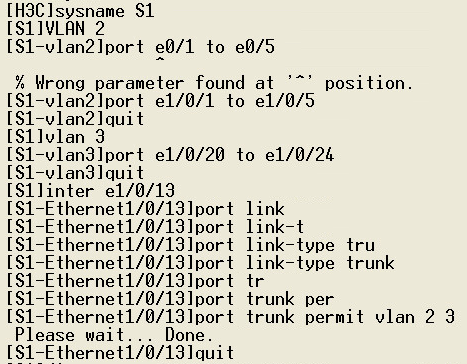 [H3C]sysname S1
[S1]VLAN 2
[S1-vlan2]port e0/1 to e0/5
^
% Wrong parameter found at '^' position.
[S1-vlan2]port e1/0/1 to e1/0/5
[S1-vlan2]quit
[S1]vlan 3
[S1-vlan3]port e1/0/20 to e1/0/24
[S1-vlan3]quit
[S1]inter e1/0/13
[S1-Ethernet1/0/13]port link
[S1-Ethernet1/0/13]port link-t
[S1-Ethernet1/0/13]port link-type tru
[S1-Ethernet1/0/13]port link-type trunk
[S1-Ethernet1/0/13]port tr
[S1-Ethernet1/0/13]port trunk per
[S1-Ethernet1/0/13]port trunk permit vlan 2 3
Please wait... Done.
[S1-Ethernet1/0/13]quit